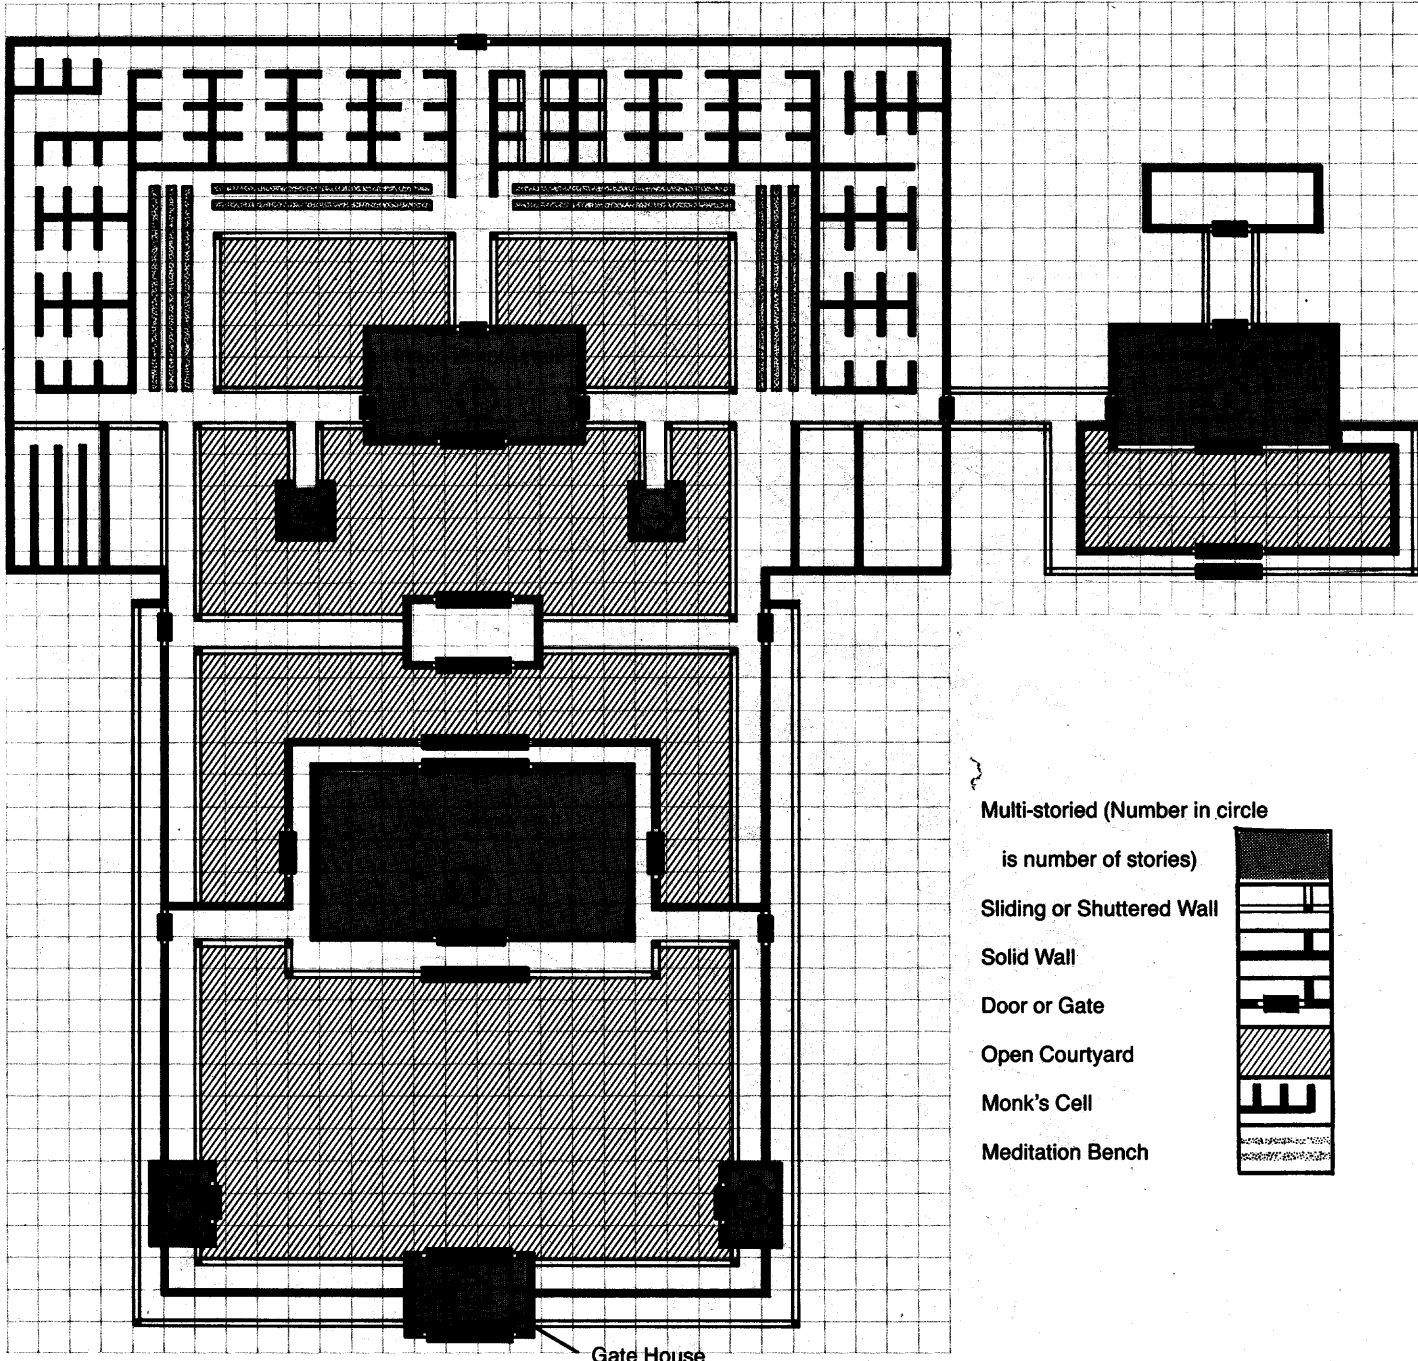 Multi-storied (Number in circle
is number of stories)
Sliding or Shuttered Wall
Solid Wall
Door or Gate
Open Courtyard
Monk's Cell
Meditation Bench
Gate House